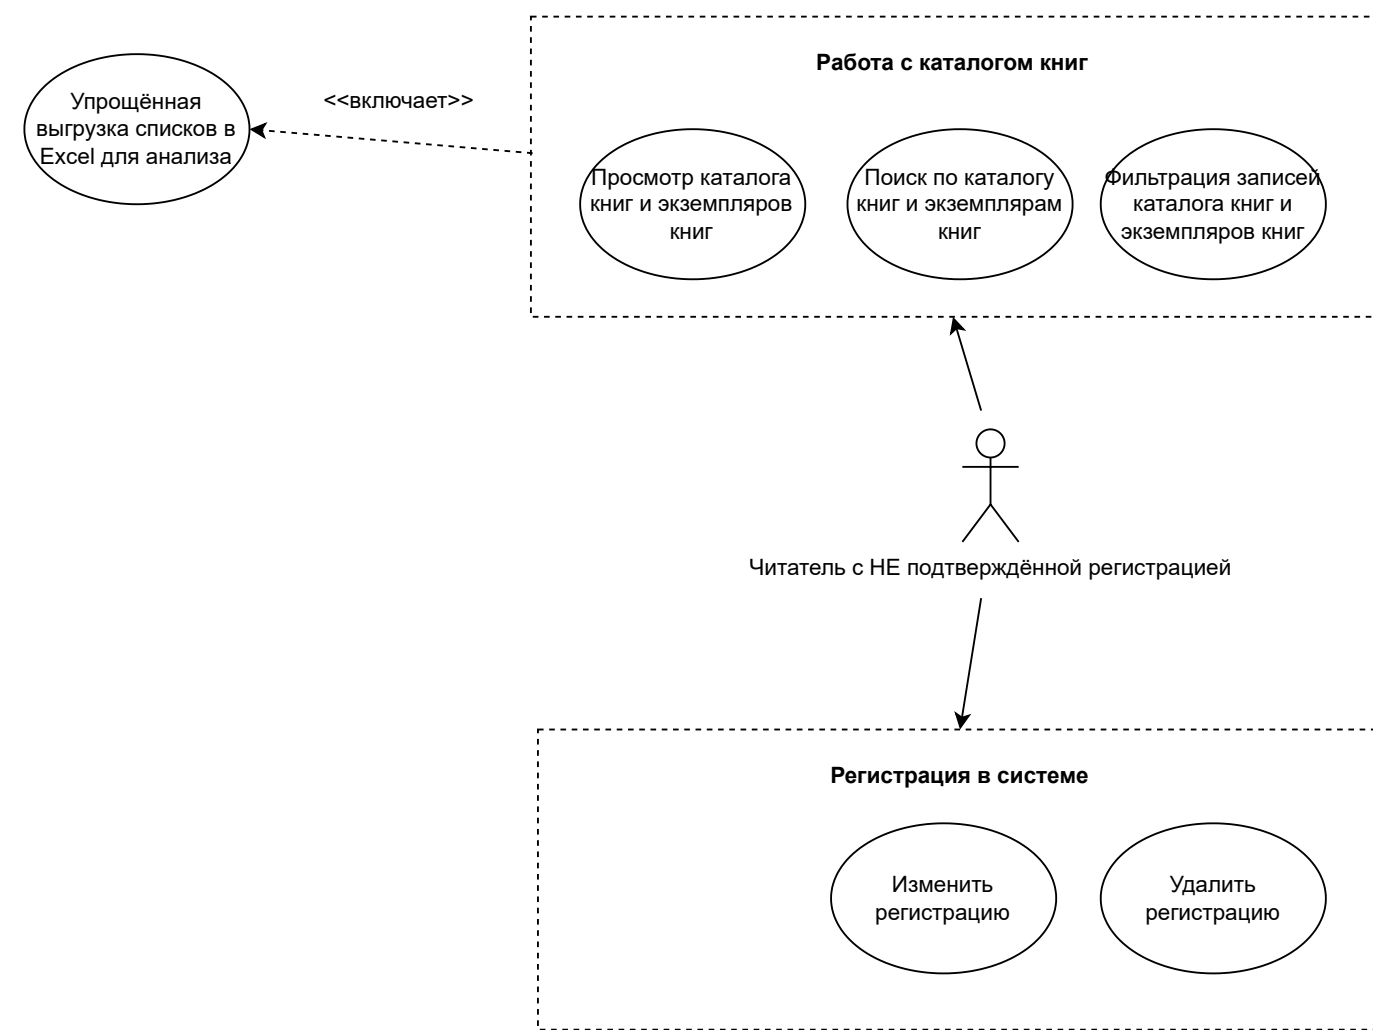 Работа с каталогом книг
Упрощённая
выгрузка списков в
Excel для анализа
<<включает>>
Просмотр каталога
книг и экземпляров
книг
Поиск по каталогу
книг и экземплярам
книг
Фильтрация записей
каталога книг и
экземпляров книг
Читатель с НЕ подтверждённой регистрацией
Регистрация в системе
Изменить
регистрацию
Удалить
регистрацию